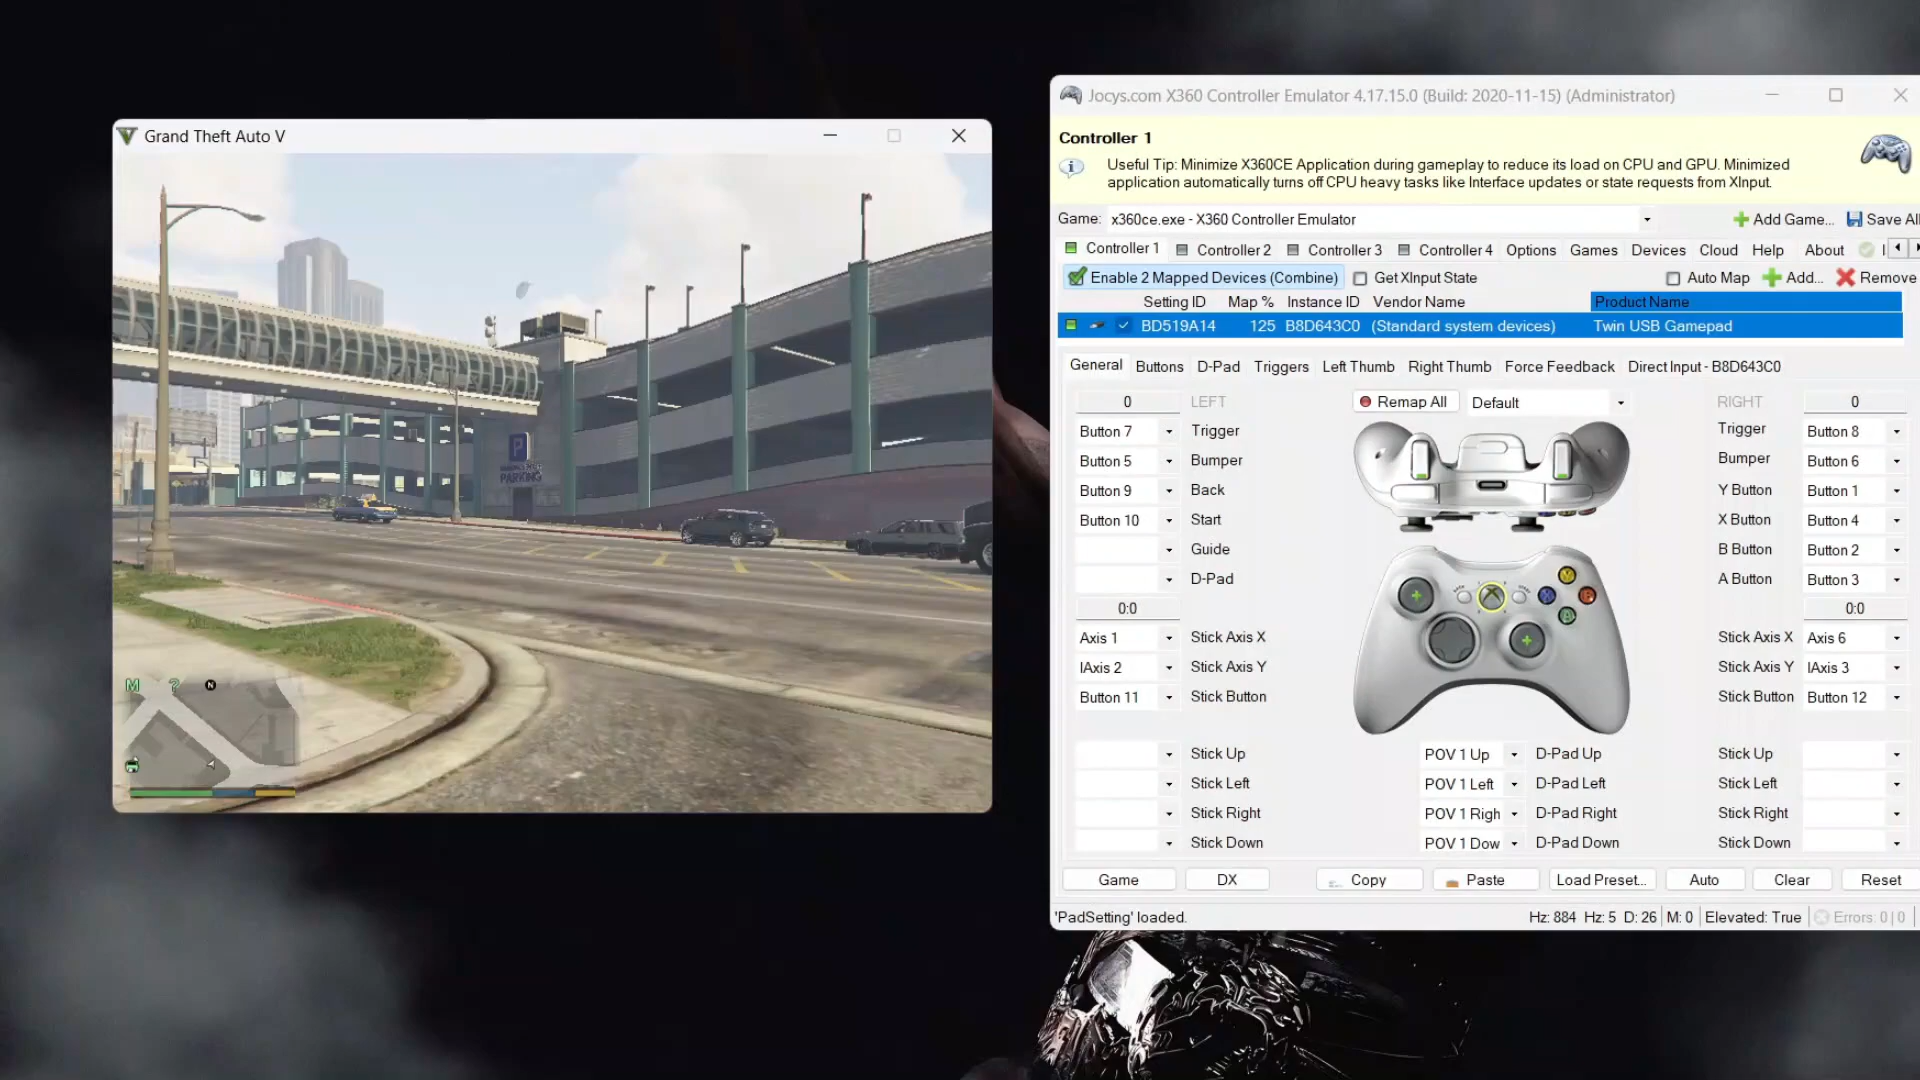 Grand Theft Auto V
P
PARKING
M
?
N
Jocys.com X360 Controller Emulator 4.17.15.0 (Build: 2020-11-15) (Administrator)
Controller 1
Useful Tip: Minimize X360CE Application during gameplay to reduce its load on CPU and GPU. Minimized
application automatically turns off CPU heavy tasks like Interface updates or state requests from XInput.
Game: x360ce.exe - X360 Controller Emulator Add Game... Save All
Controller 1 Controller 2 Controller 3 Controller 4 Options Games Devices Cloud Help About I
Enable 2 Mapped Devices (Combine) Get XInput State Auto Map Add... Remove
Setting ID Map % Instance ID Vendor Name Product Name
BD519A14 125 B8D643C0 (Standard system devices) Twin USB Gamepad
General Buttons D-Pad Triggers Left Thumb Right Thumb Force Feedback Direct Input - B8D643C0
0 LEFT Remap All Default RIGHT 0
Button 7 Trigger Trigger Button 8
Button 5 Bumper Bumper Button 6
Button 9 Back Y Button Button 1
Button 10 Start X Button Button 4
Guide B Button Button 2
D-Pad A Button Button 3
0:0 0:0
Axis 1 Stick Axis X Stick Axis X Axis 6
IAxis 2 Stick Axis Y Stick Axis Y IAxis 3
Button 11 Stick Button Stick Button Button 12
Stick Up POV 1 Up D-Pad Up Stick Up
Stick Left POV 1 Left D-Pad Left Stick Left
Stick Right POV 1 Righ D-Pad Right Stick Right
Stick Down POV 1 Dow D-Pad Down Stick Down
Game DX Copy Paste Load Preset... Auto Clear Reset
'PadSetting' loaded. Hz: 884 Hz: 5 D: 26 M: 0 Elevated: True Errors: 0 | 0